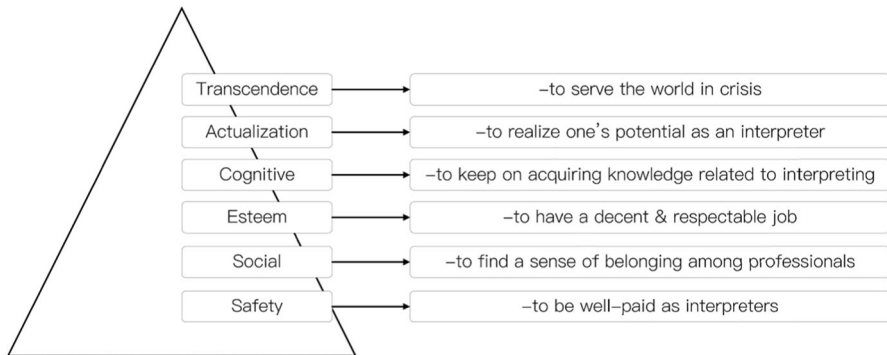 Transcendence
–to serve the world in crisis
Actualization
–to realize one's potential as an interpreter
Cognitive
–to keep on acquiring knowledge related to interpreting
Esteem
–to have a decent & respectable job
Social
–to find a sense of belonging among professionals
Safety
–to be well–paid as interpreters